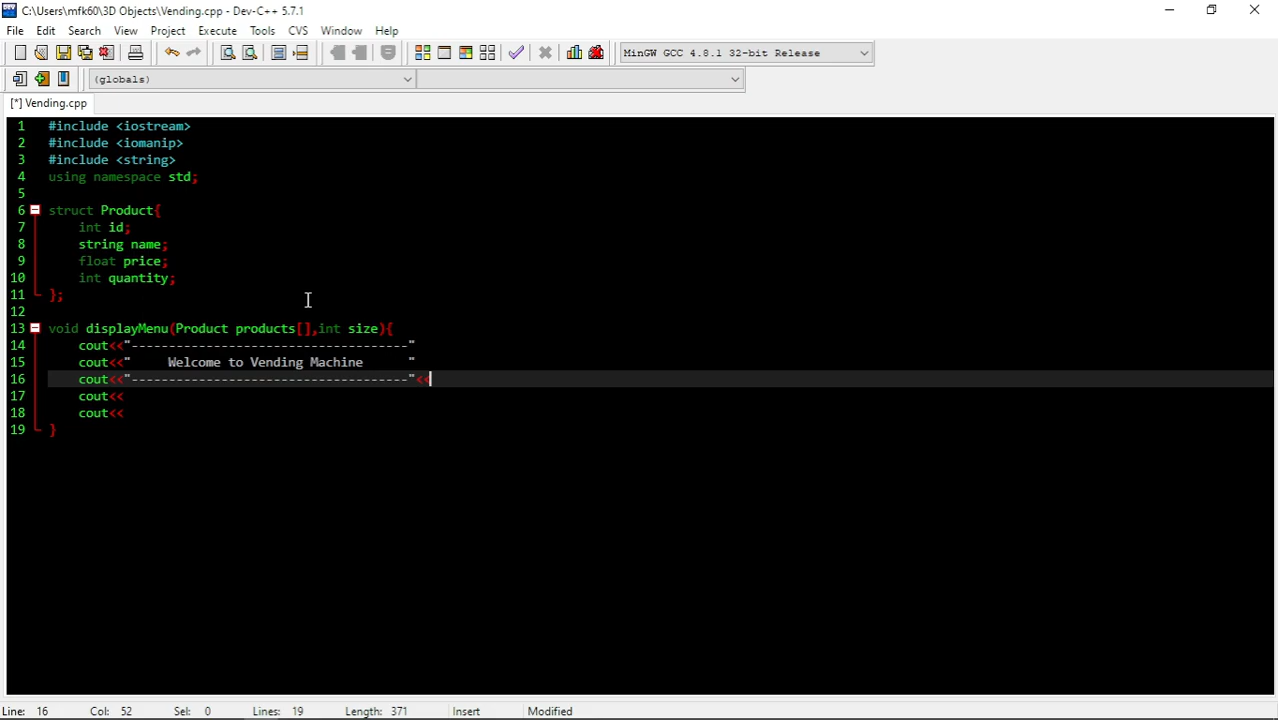 C:\Users\mfk60\3D Objects\Vending.cpp - Dev-C++ 5.7.1
File Edit Search View Project Execute Tools CVS Window Help
MinGW GCC 4.8.1 32-bit Release
(globals)
[*] Vending.cpp
1 #include <iostream>
2 #include <iomanip>
3 #include <string>
4 using namespace std;
5
6 struct Product{
7 int id;
8 string name;
9 float price;
10 int quantity;
11 };
12
13 void displayMenu(Product products[],int size){
14 cout<<"-------------------------------------"
15 cout<<"     Welcome to Vending Machine      "
16 cout<<"-------------------------------------"<<
17 cout<<
18 cout<<
19 }
Line: 16 Col: 52 Sel: 0 Lines: 19 Length: 371 Insert Modified